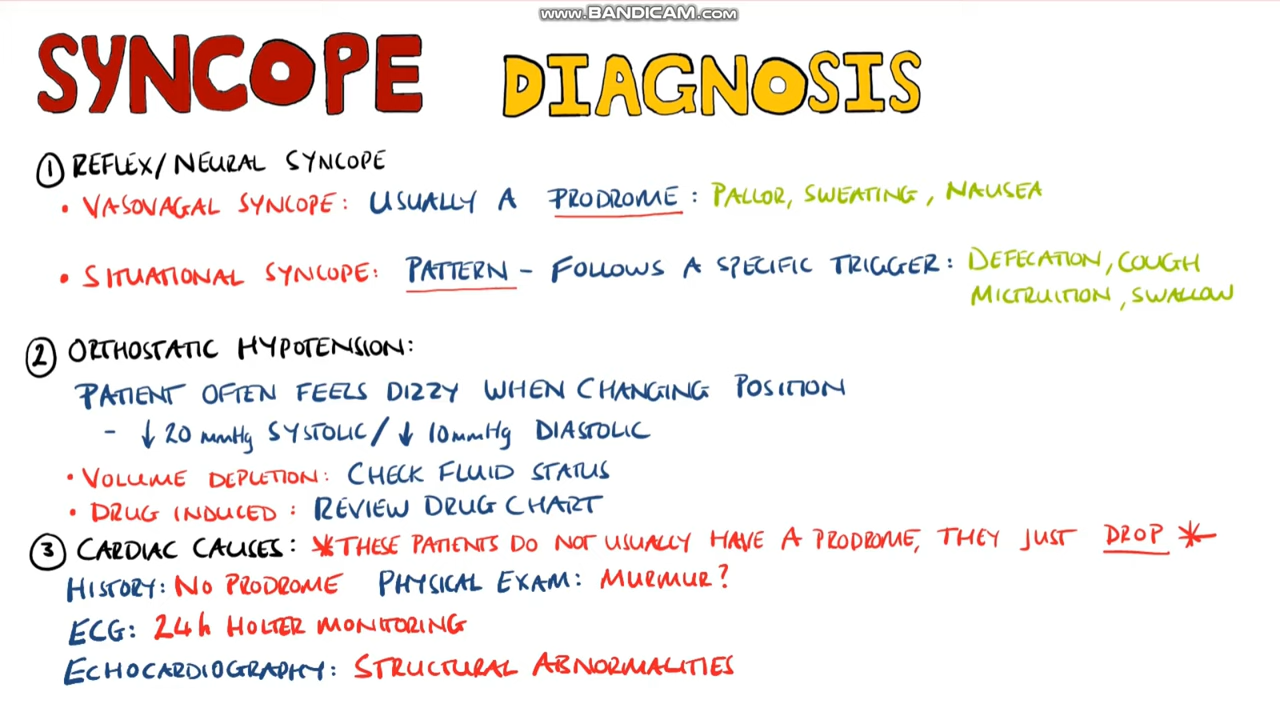 www.BANDICAM.com
SYNCOPE DIAGNOSIS
① REFLEX/NEURAL SYNCOPE
• VASOVAGAL SYNCOPE: USUALLY A PRODROME: PALLOR, SWEATING, NAUSEA
• SITUATIONAL SYNCOPE: PATTERN - FOLLOWS A SPECIFIC TRIGGER: DEFECATION, COUGH
MICTRUITION, SWALLOW
② ORTHOSTATIC HYPOTENSION:
PATIENT OFTEN FEELS DIZZY WHEN CHANGING POSITION
- ↓ 20 mmHg SYSTOLIC / ↓ 10mmHg DIASTOLIC
• VOLUME DEPLETION: CHECK FLUID STATUS
• DRUG INDUCED: REVIEW DRUG CHART
③ CARDIAC CAUSES: *THESE PATIENTS DO NOT USUALLY HAVE A PRODROME, THEY JUST DROP *
HISTORY: NO PRODROME PHYSICAL EXAM: MURMUR?
ECG: 24h HOLTER MONITORING
ECHOCARDIOGRAPHY: STRUCTURAL ABNORMALITIES